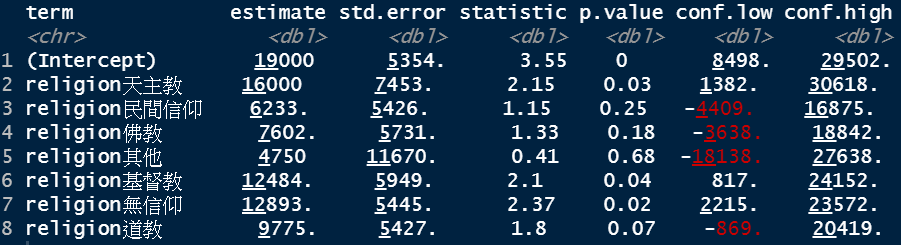 term estimate std.error statistic p.value conf.low conf.high
<chr> <dbl> <dbl> <dbl> <dbl> <dbl> <dbl>
1 (Intercept) 19000 5354. 3.55 0 8498. 29502.
2 religion天主教 16000 7453. 2.15 0.03 1382. 30618.
3 religion民間信仰 6233. 5426. 1.15 0.25 -4409. 16875.
4 religion佛教 7602. 5731. 1.33 0.18 -3638. 18842.
5 religion其他 4750 11670. 0.41 0.68 -18138. 27638.
6 religion基督教 12484. 5949. 2.1 0.04 817. 24152.
7 religion無信仰 12893. 5445. 2.37 0.02 2215. 23572.
8 religion道教 9775. 5427. 1.8 0.07 -869. 20419.